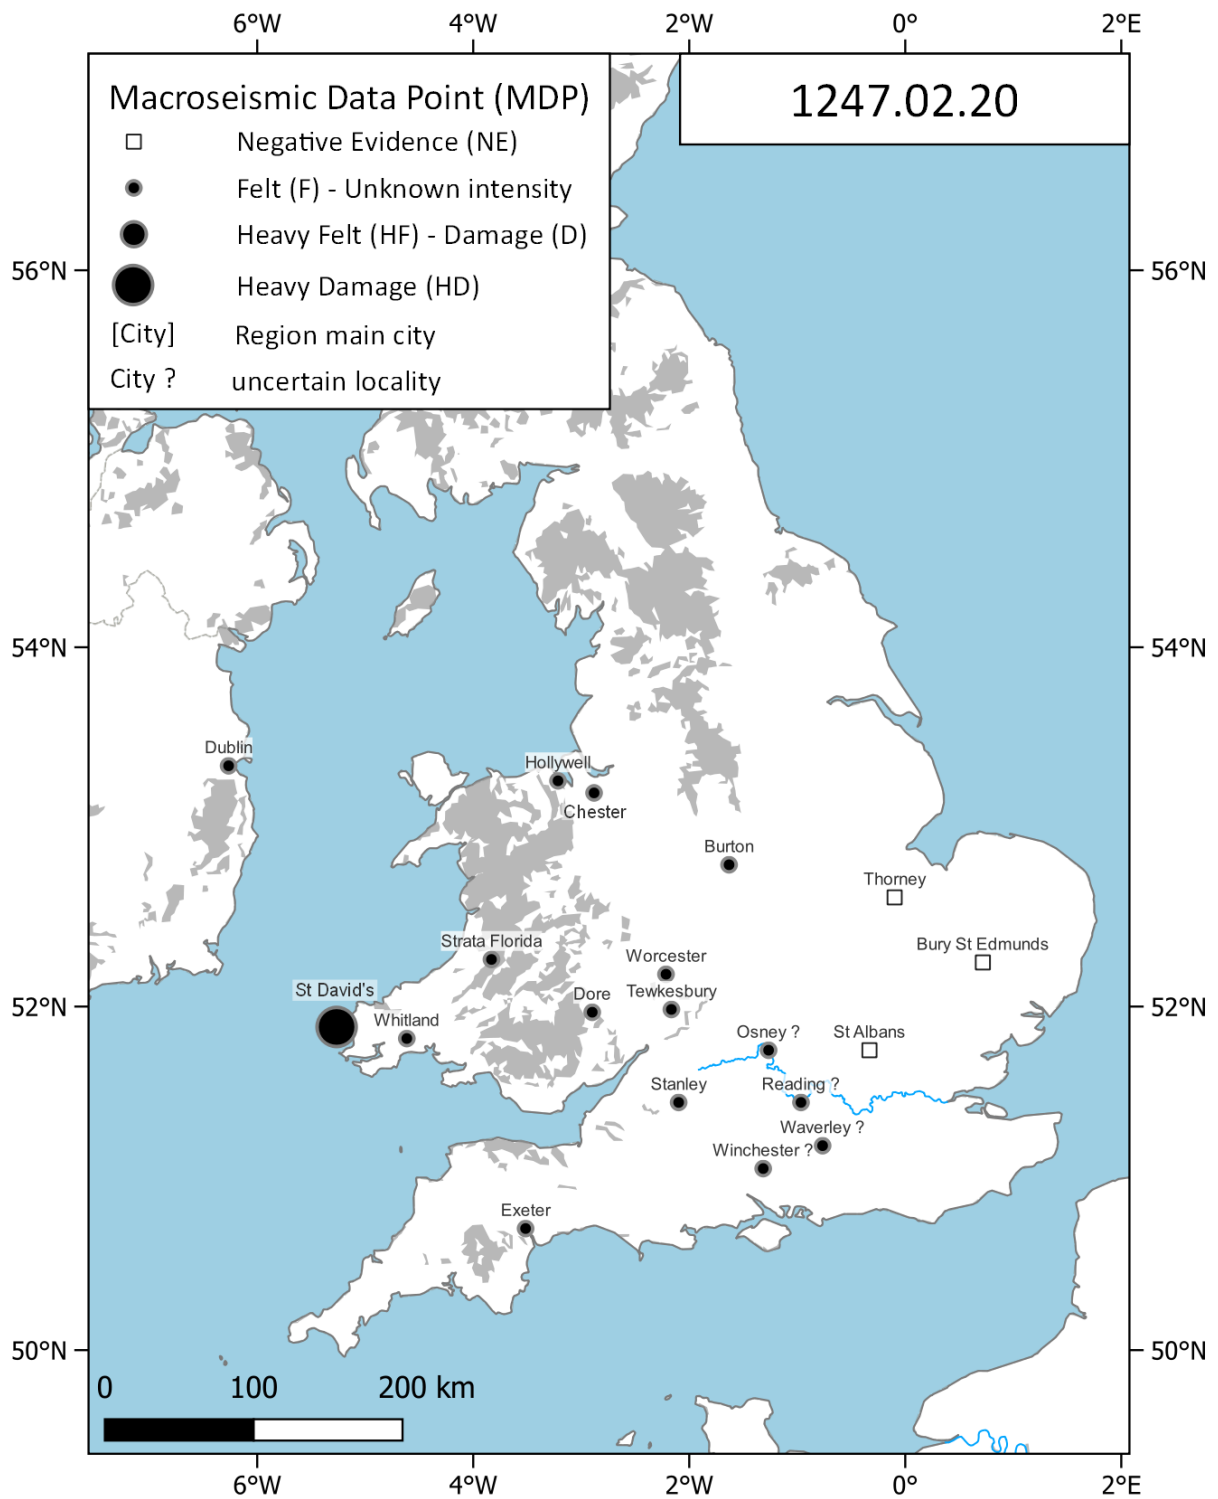 6°W 4°W 2°W 0° 2°E
Macroseismic Data Point (MDP)
Negative Evidence (NE)
Felt (F) - Unknown intensity
Heavy Felt (HF) - Damage (D)
Heavy Damage (HD)
[City] Region main city
City ? uncertain locality
1247.02.20
56°N 56°N
54°N 54°N
Dublin
Hollywell
Chester
Burton
Thorney
Strata Florida
Bury St Edmunds
Worcester
St David's
Dore
Tewkesbury
52°N 52°N
Whitland
Osney ?
St Albans
Stanley
Reading ?
Waverley ?
Winchester ?
Exeter
50°N 50°N
0 100 200 km
6°W 4°W 2°W 0° 2°E